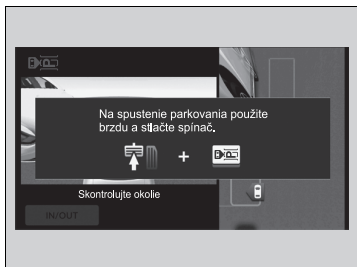 Na spustenie parkovania použite
brzdu a stlačte spínač.
+
Skontrolujte okolie
IN/OUT